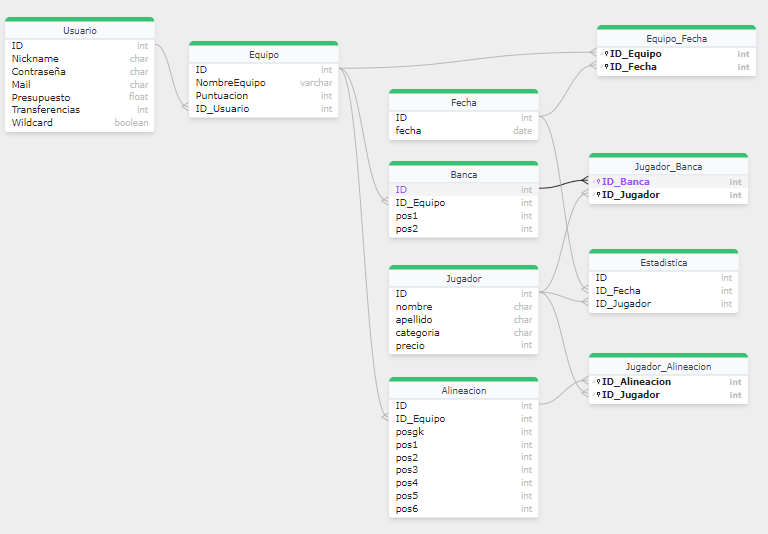 Usuario
ID int
Nickname char
Contraseña char
Mail char
Presupuesto float
Transferencias int
Wildcard boolean
Equipo
ID int
NombreEquipo varchar
Puntuacion int
ID_Usuario int
Fecha
ID int
fecha date
Banca
ID int
ID_Equipo int
pos1 int
pos2 int
Jugador
ID int
nombre char
apellido char
categoria char
precio int
Alineacion
ID int
ID_Equipo int
posgk int
pos1 int
pos2 int
pos3 int
pos4 int
pos5 int
pos6 int
Equipo_Fecha
ID_Equipo int
ID_Fecha int
Jugador_Banca
ID_Banca int
ID_Jugador int
Estadistica
ID int
ID_Fecha int
ID_Jugador int
Jugador_Alineacion
ID_Alineacion int
ID_Jugador int